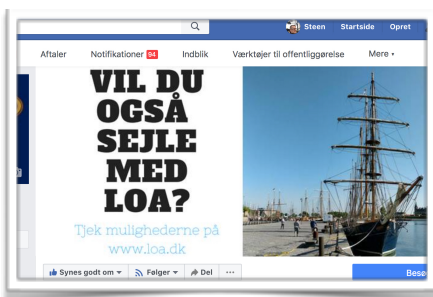 Steen Startside Opret
Aftaler Notifikationer 94 Indblik Værktøjer til offentliggørelse Mere
VIL DU
OGSÅ
SEJLE
MED
LOA?
Tjek mulighederne på
www.loa.dk
Synes godt om Følger Del ...